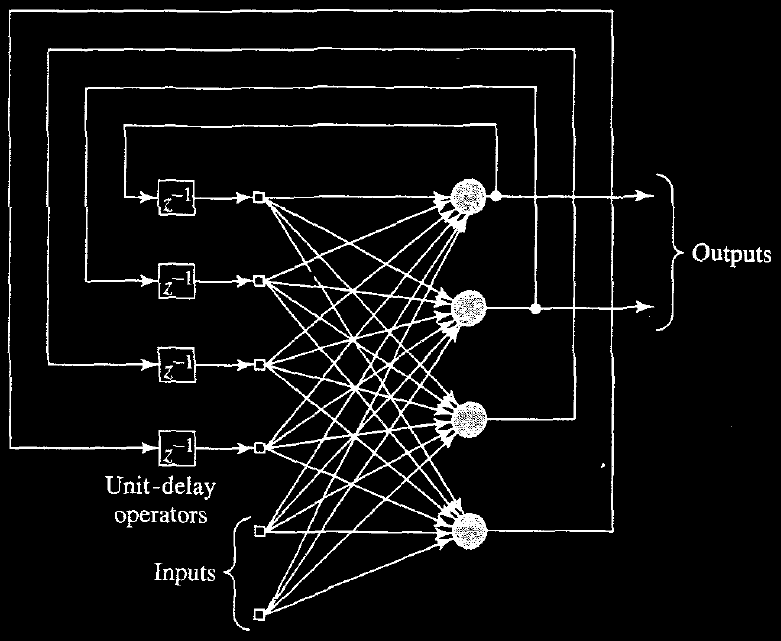 z⁻¹
z⁻¹
Outputs
z⁻¹
z⁻¹
Unit-delay
operators
Inputs